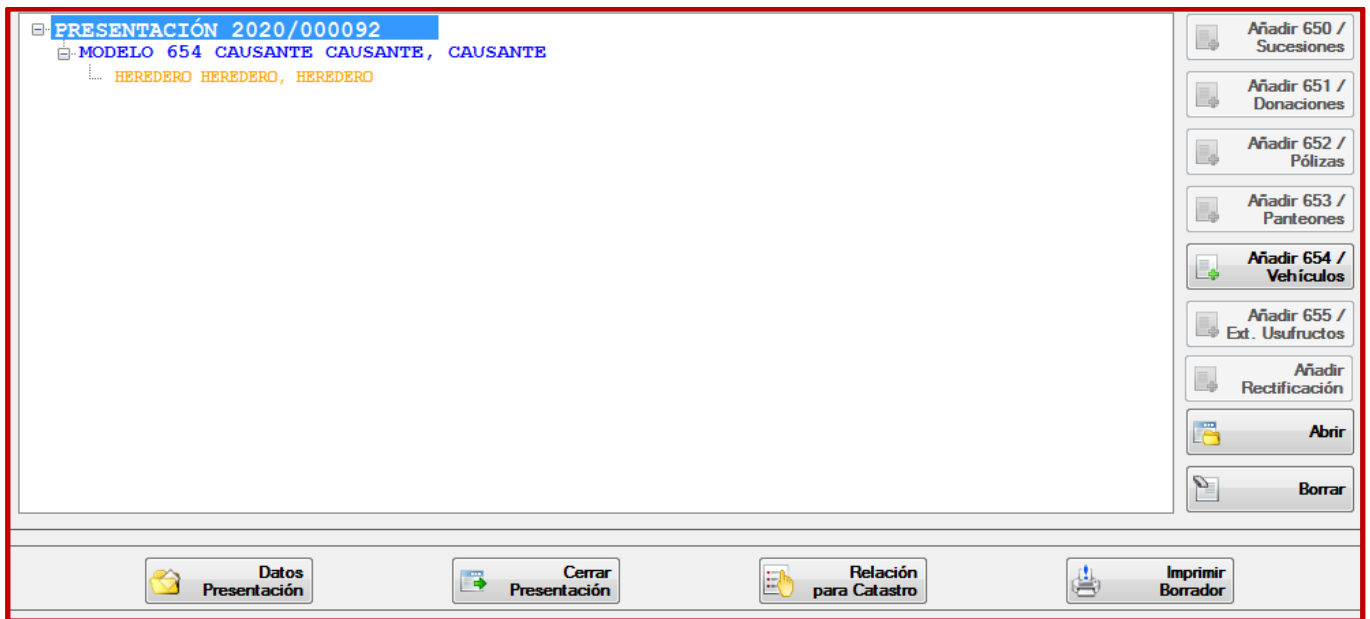 PRESENTACIÓN 2020/000092
MODELO 654 CAUSANTE CAUSANTE, CAUSANTE
HEREDERO HEREDERO, HEREDERO
Añadir 650 /
Sucesiones
Añadir 651 /
Donaciones
Añadir 652 /
Pólizas
Añadir 653 /
Panteones
Añadir 654 /
Vehículos
Añadir 655 /
Ext. Usufructos
Añadir
Rectificación
Abrir
Borrar
Datos
Presentación
Cerrar
Presentación
Relación
para Catastro
Imprimir
Borrador